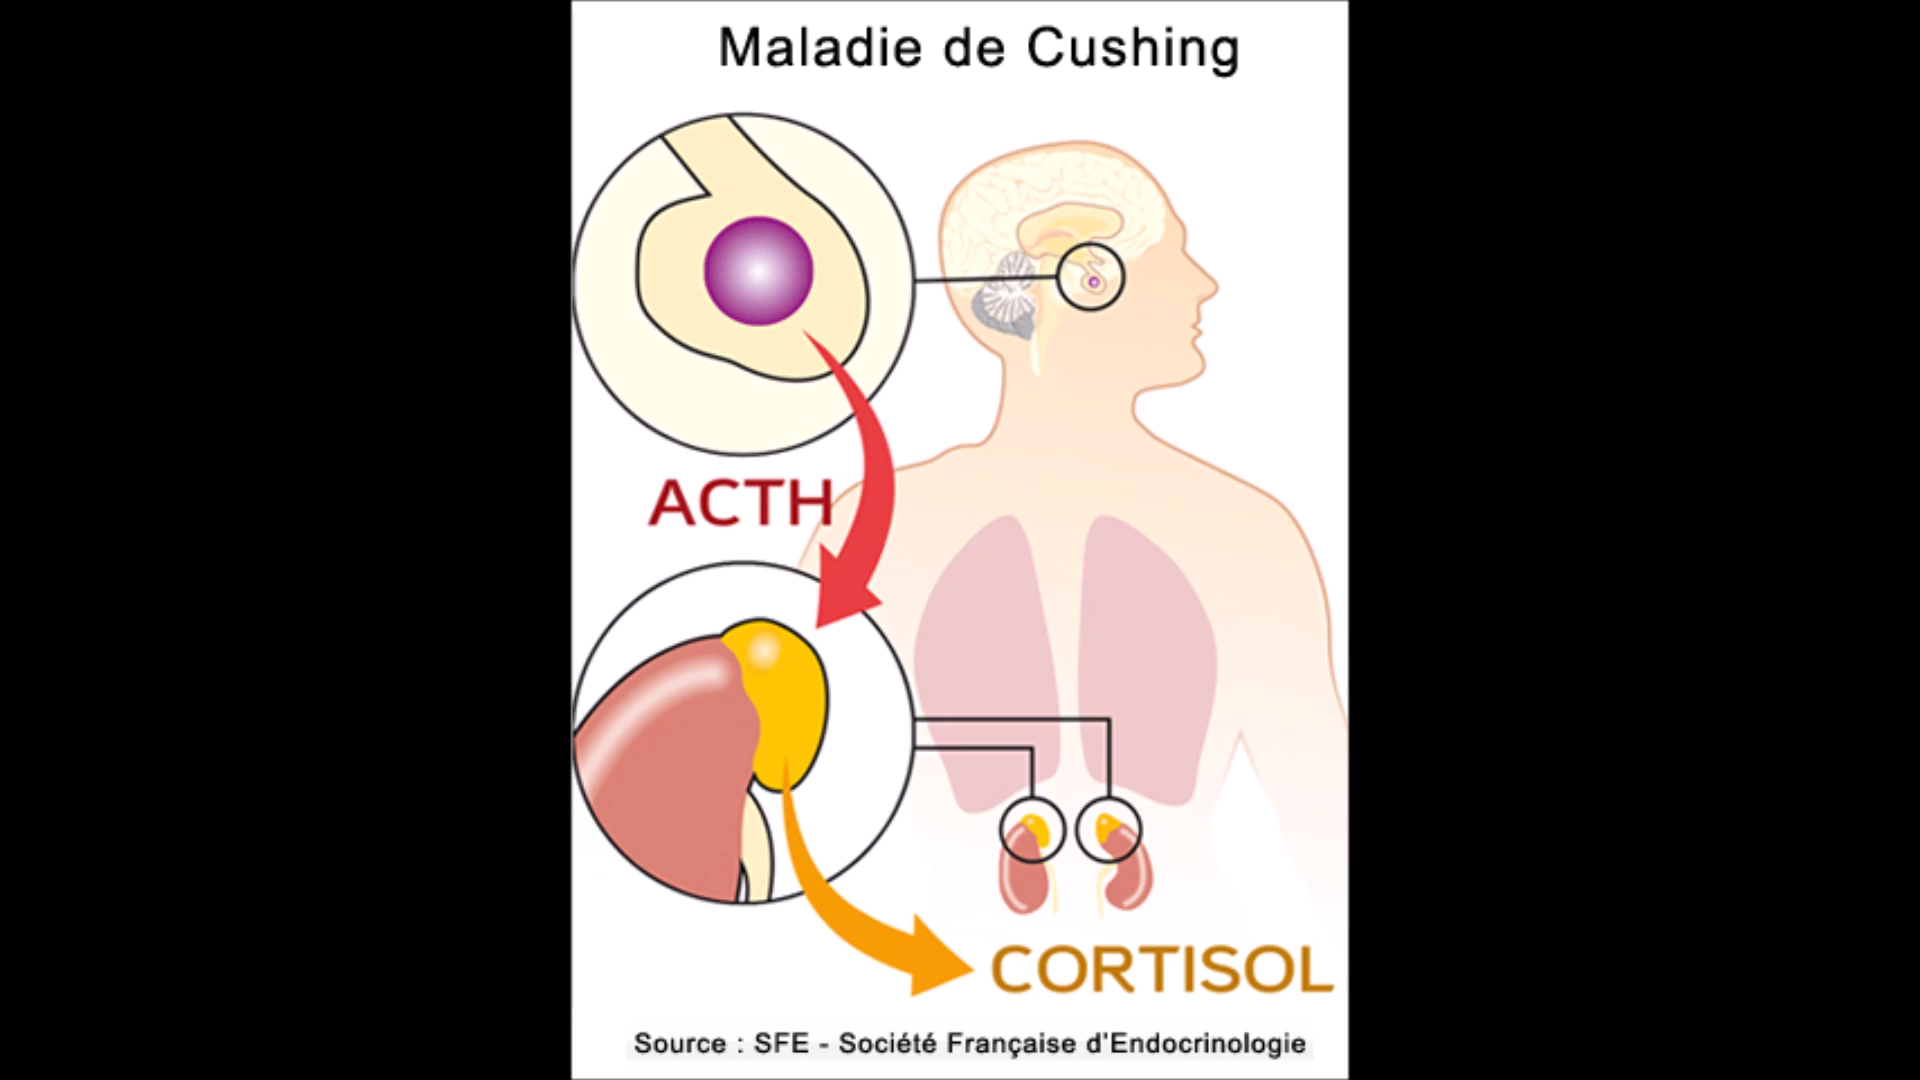 Maladie de Cushing
ACTH
CORTISOL
Source : SFE - Société Française d'Endocrinologie